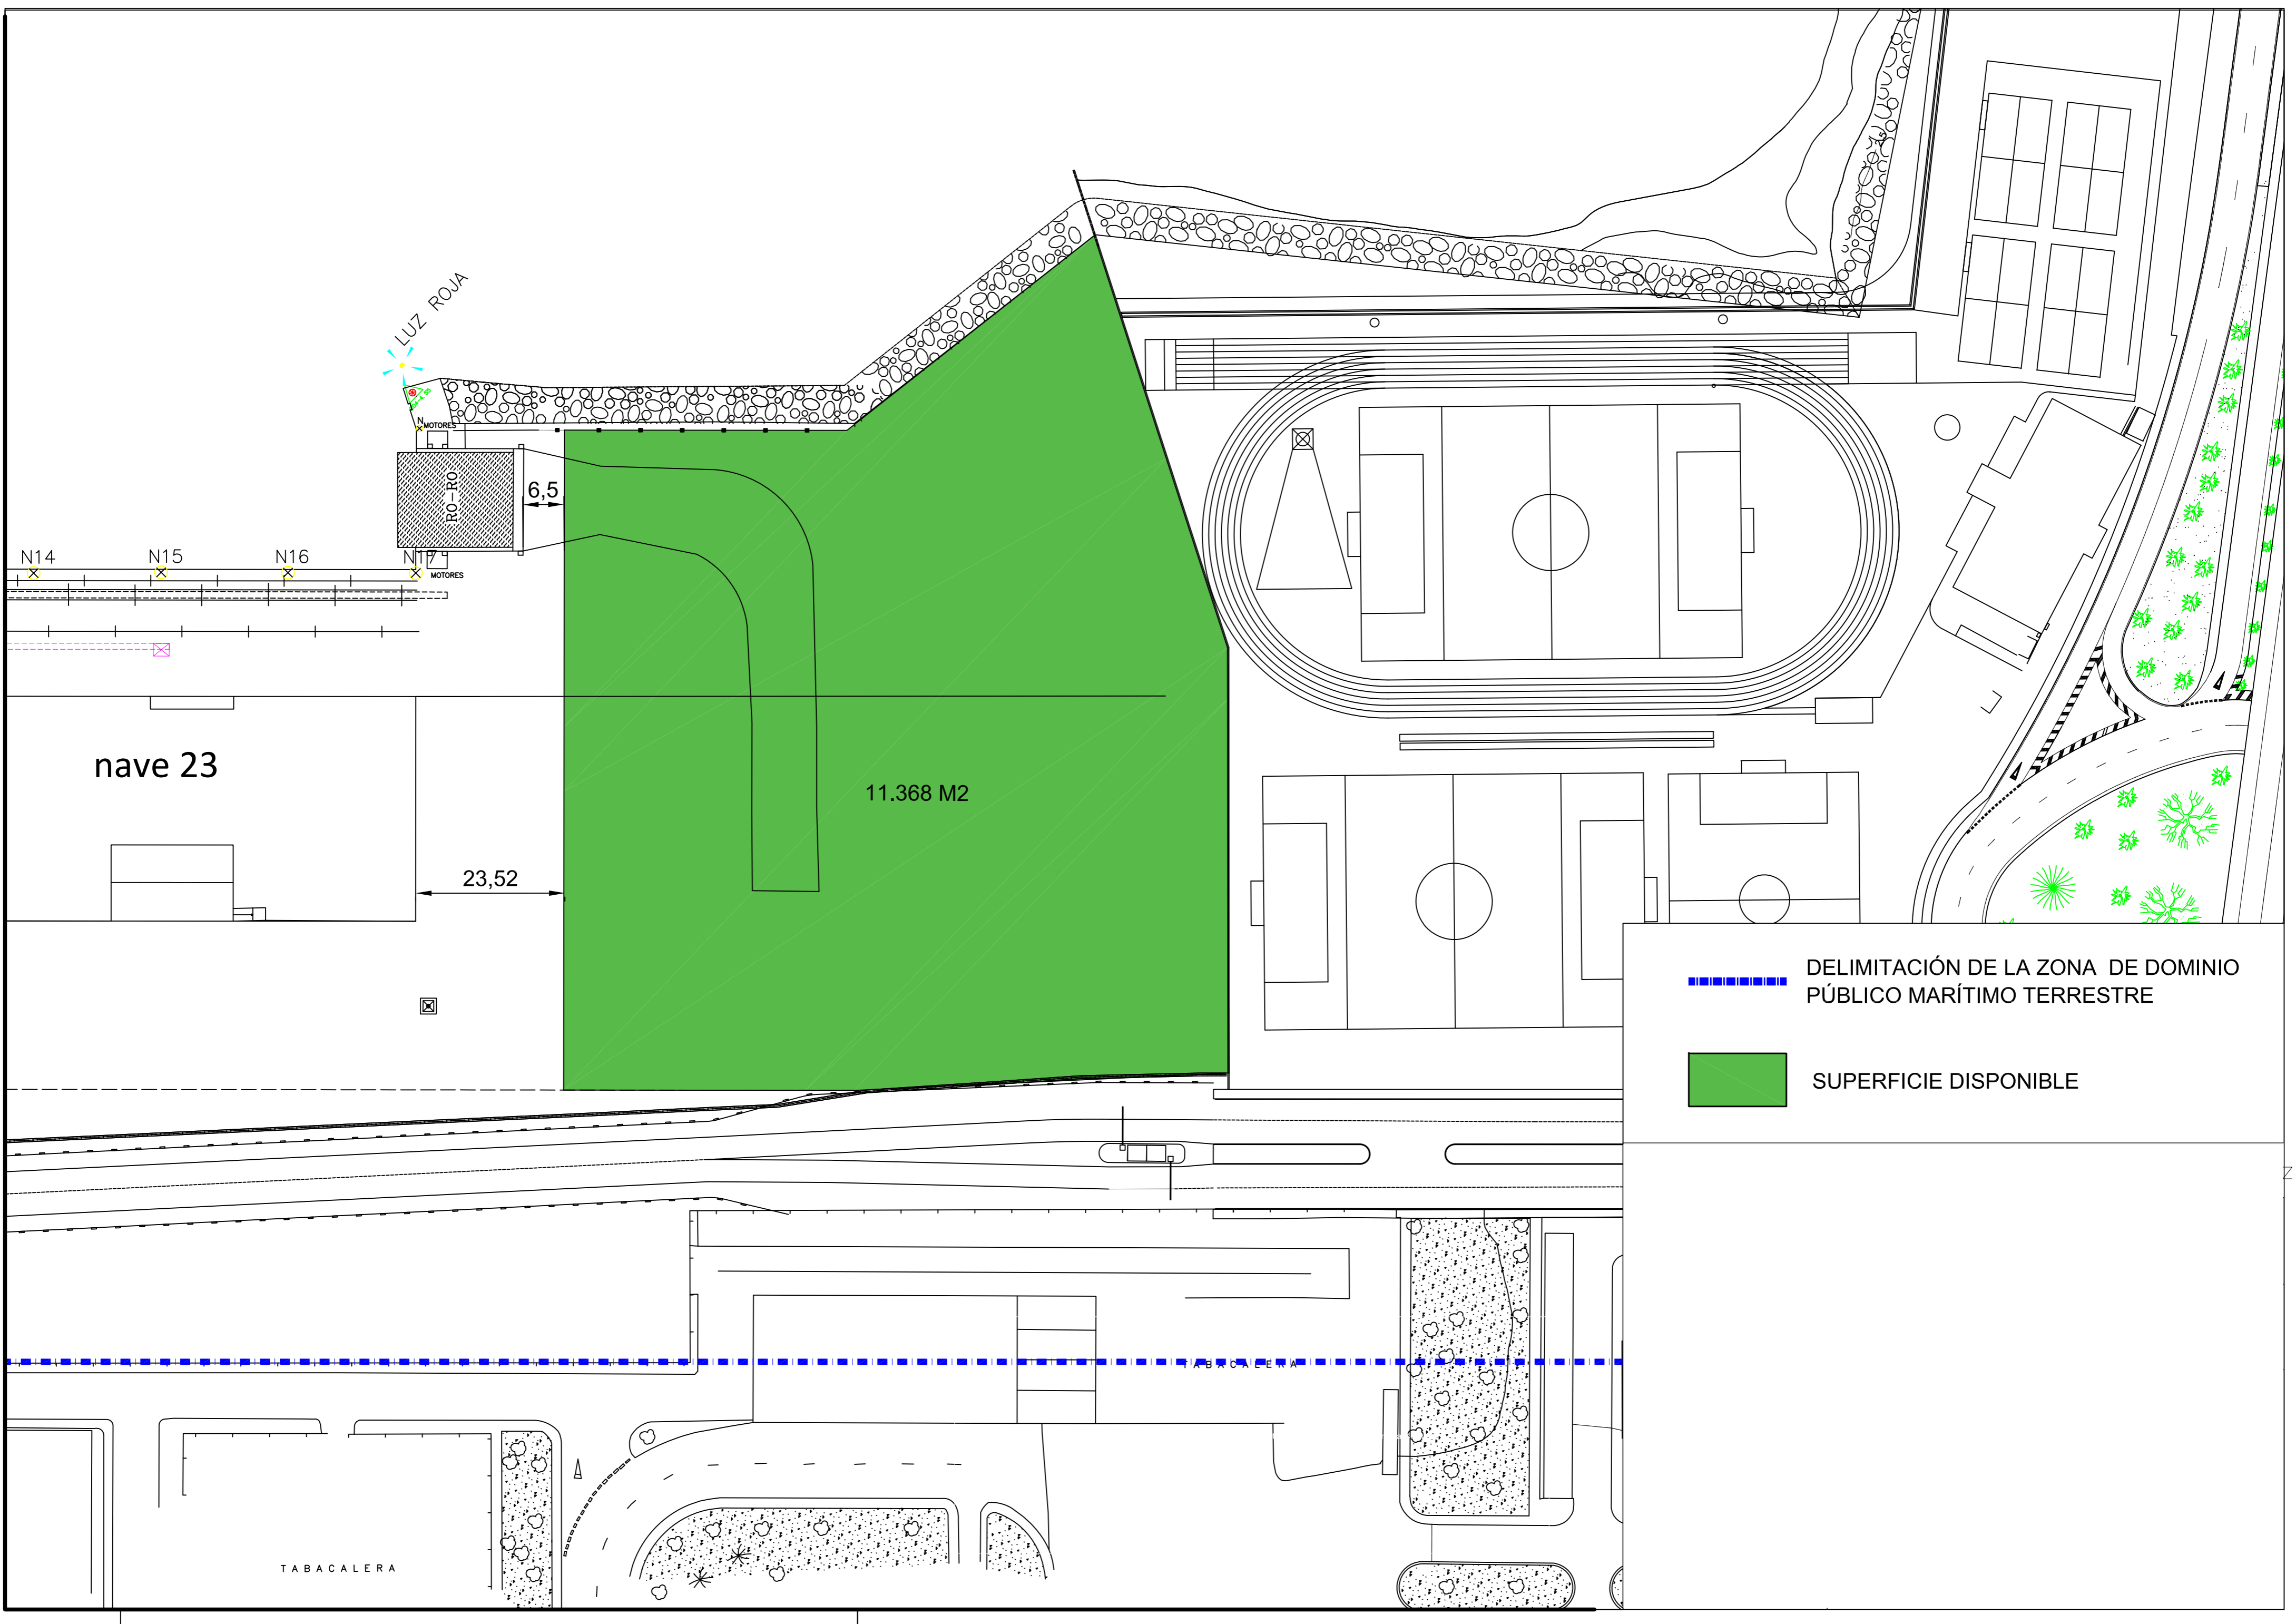 LUZ ROJA
N
MOTORES
RO-RO
6,5
N14
N15
N16
N17
MOTORES
nave 23
11.368 M2
23,52
DELIMITACIÓN DE LA ZONA DE DOMINIO
PÚBLICO MARÍTIMO TERRESTRE
SUPERFICIE DISPONIBLE
Z
TABACALERA
TABACALERA